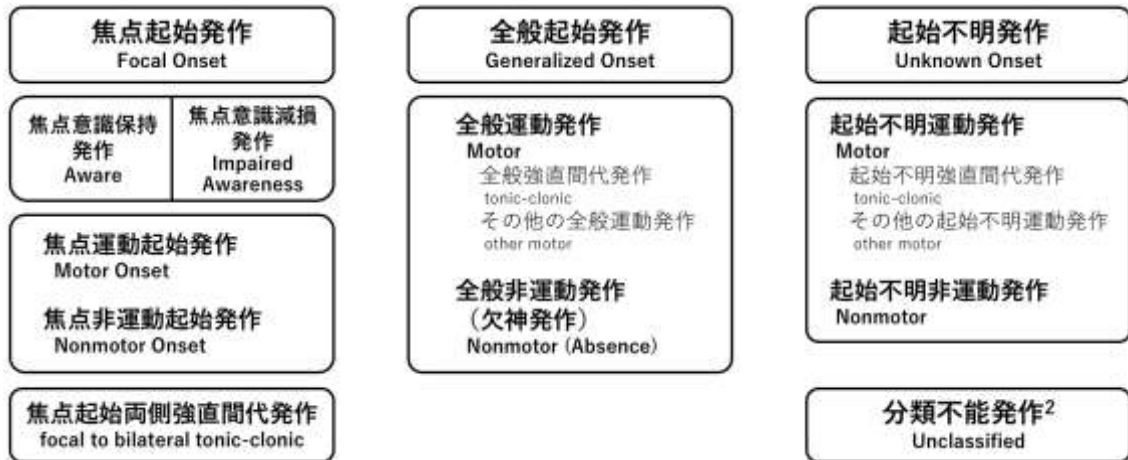 焦点起始発作
Focal Onset
焦点意識保持
発作
Aware
焦点意識減損
発作
Impaired
Awareness
焦点運動起始発作
Motor Onset
焦点非運動起始発作
Nonmotor Onset
焦点起始両側強直間代発作
focal to bilateral tonic-clonic
全般起始発作
Generalized Onset
全般運動発作
Motor
全般強直間代発作
tonic-clonic
その他の全般運動発作
other motor
全般非運動発作
（欠神発作）
Nonmotor (Absence)
起始不明発作
Unknown Onset
起始不明運動発作
Motor
起始不明強直間代発作
tonic-clonic
その他の起始不明運動発作
other motor
起始不明非運動発作
Nonmotor
分類不能発作²
Unclassified